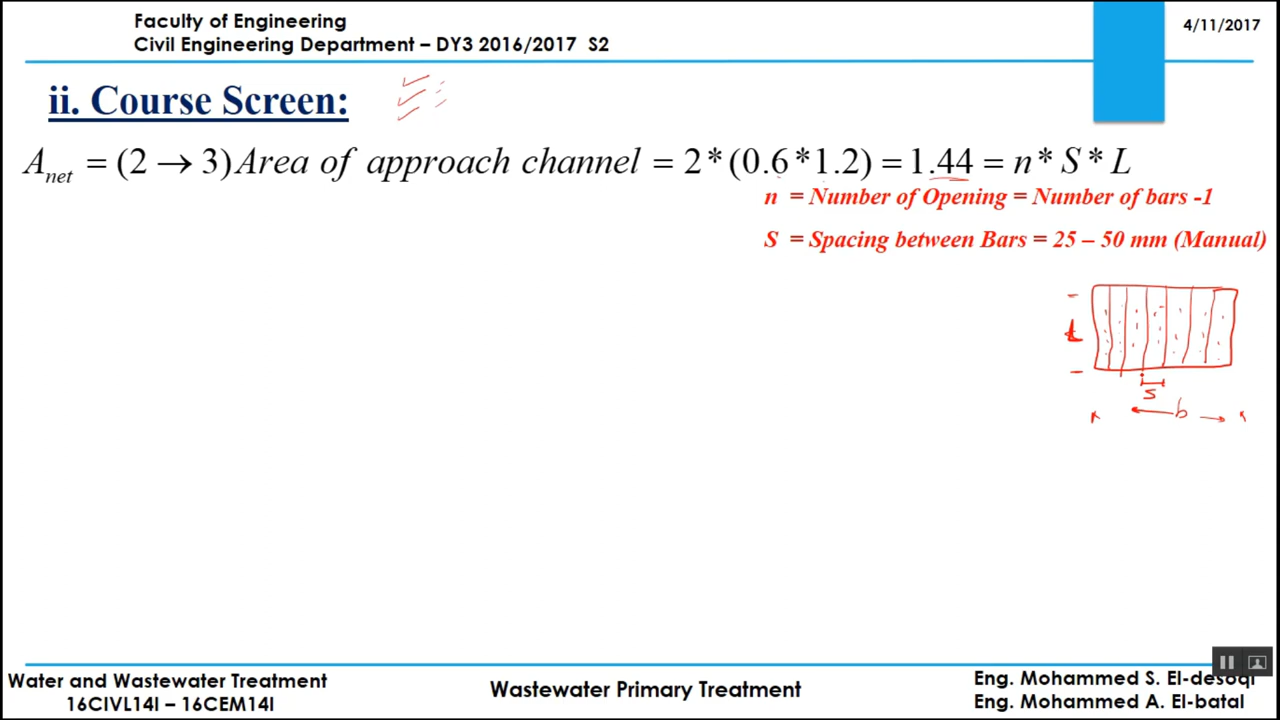 Faculty of Engineering
Civil Engineering Department – DY3 2016/2017 S2
4/11/2017
ii. Course Screen:
A_net = (2 → 3) Area of approach channel = 2 * (0.6 * 1.2) = 1.44 = n * S * L
n = Number of Opening = Number of bars -1
S = Spacing between Bars = 25 – 50 mm (Manual)
S
b
Water and Wastewater Treatment
16CIVL14I – 16CEM14I
Wastewater Primary Treatment
Eng. Mohammed S. El-desoqi
Eng. Mohammed A. El-batal